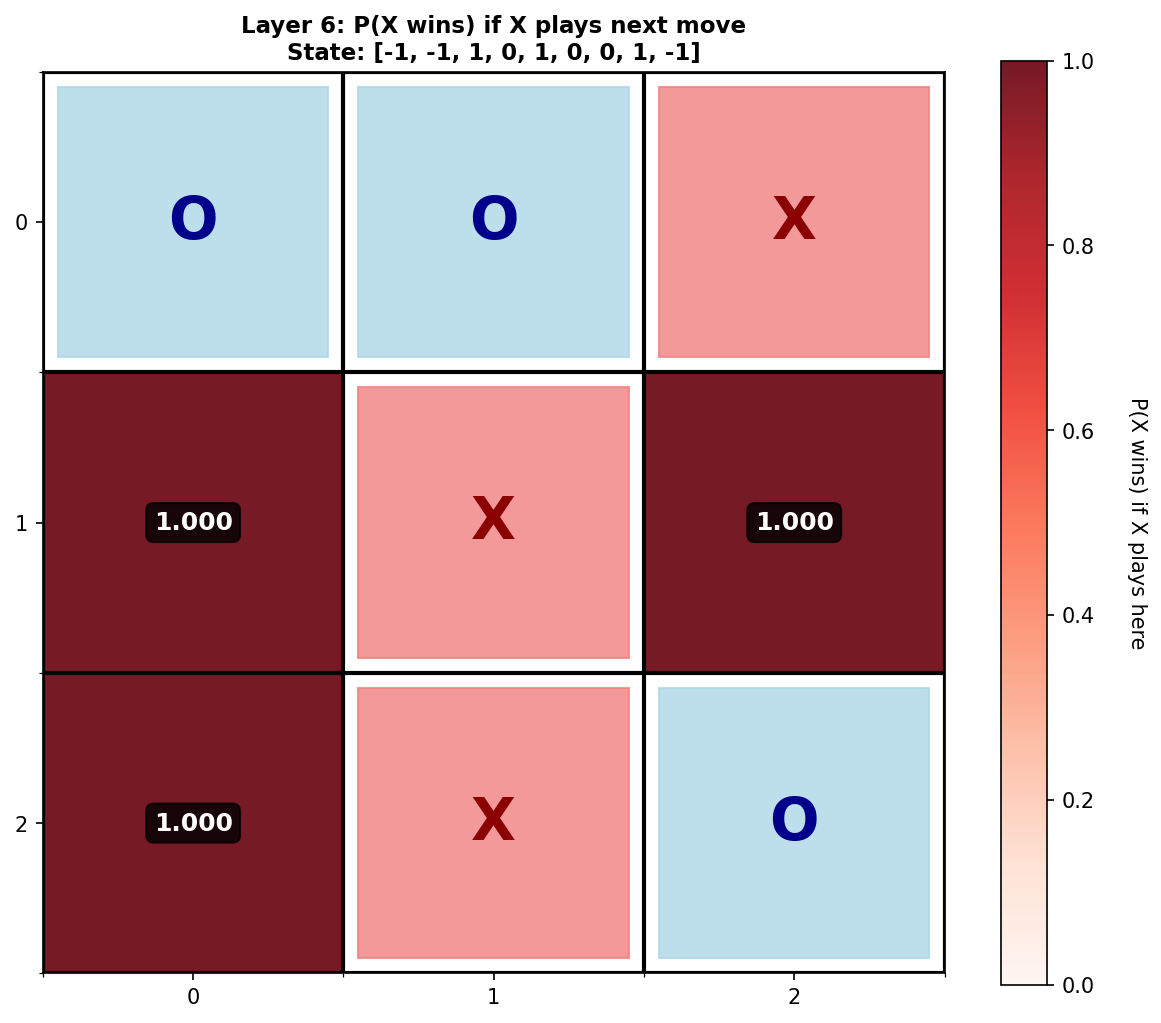 Layer 6: P(X wins) if X plays next move
State: [-1, -1, 1, 0, 1, 0, 0, 1, -1]
0 O O X
1 1.000 X 1.000
2 1.000 X O
0 1 2
1.0
0.8
0.6
0.4
0.2
0.0
P(X wins) if X plays here